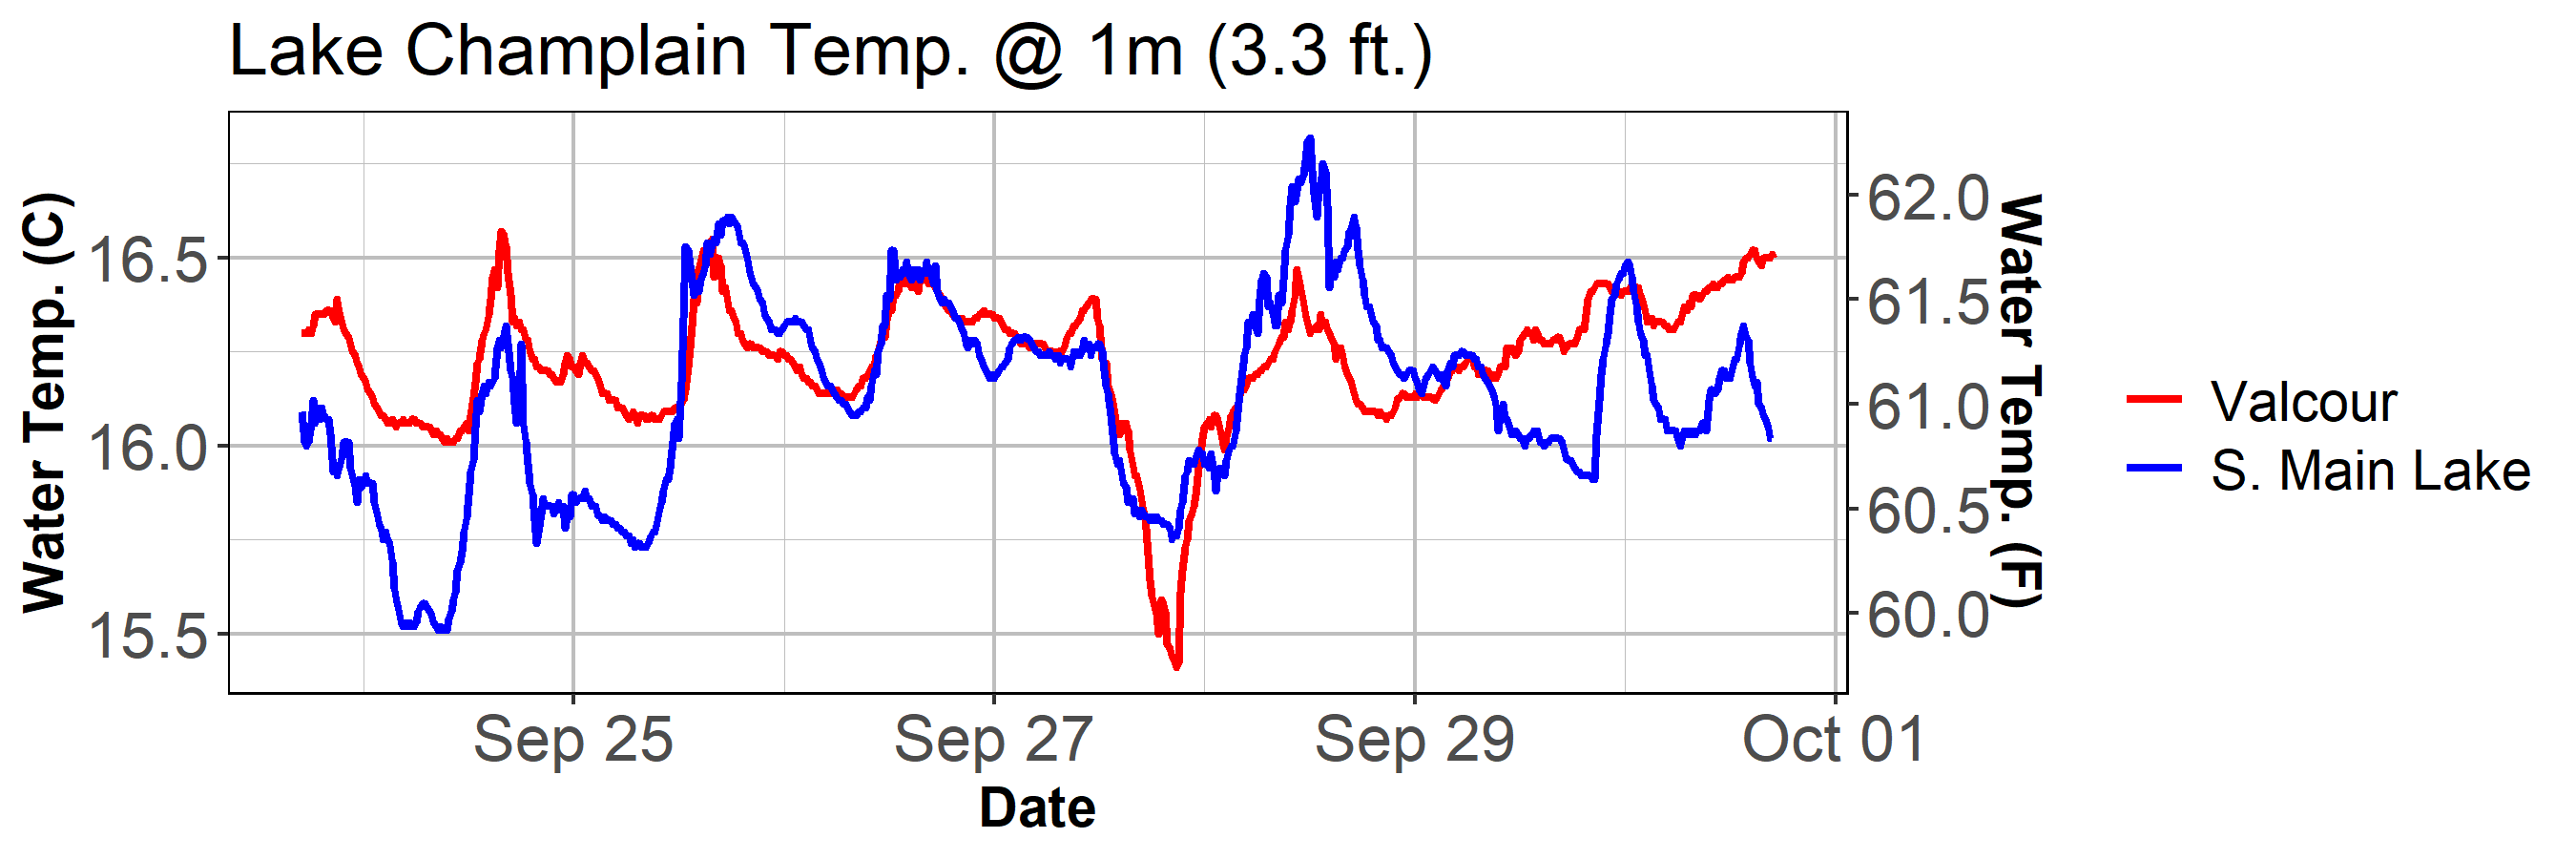 Lake Champlain Temp. @ 1m (3.3 ft.)
Water Temp. (C)
16.5
16.0
15.5
62.0
61.5
61.0
60.5
60.0
Water Temp. (F)
Sep 25
Sep 27
Sep 29
Oct 01
Date
Valcour
S. Main Lake